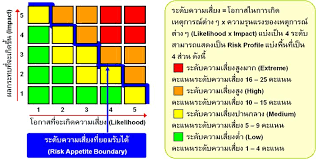 ผลกระทบที่จะเกิดขึ้น (Impact)
5
4
3
2
1
1 2 3 4 5
โอกาสที่จะเกิดความเสี่ยง (Likelihood)
ระดับความเสี่ยงที่ยอมรับได้
(Risk Appetite Boundary)
ระดับความเสี่ยง = โอกาสในการเกิด
เหตุการณ์ต่าง ๆ x ความรุนแรงของเหตุการณ์
ต่าง ๆ (Likelihood x Impact) แบ่งเป็น 4 ระดับ
สามารถแสดงเป็น Risk Profile แบ่งพื้นที่เป็น
4 ส่วน ดังนี้
ระดับความเสี่ยงสูงมาก (Extreme)
คะแนนระดับความเสี่ยง 16 – 25 คะแนน
ระดับความเสี่ยงสูง (High)
คะแนนระดับความเสี่ยง 10 – 15 คะแนน
ระดับความเสี่ยงปานกลาง (Medium)
คะแนนระดับความเสี่ยง 5 – 9 คะแนน
ระดับความเสี่ยงต่ำ (Low)
คะแนนระดับความเสี่ยง 1 – 4 คะแนน